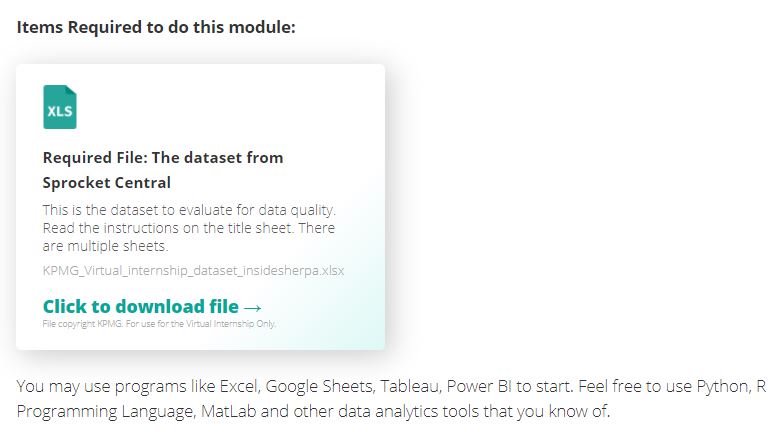 Items Required to do this module:
XLS
Required File: The dataset from
Sprocket Central
This is the dataset to evaluate for data quality.
Read the instructions on the title sheet. There
are multiple sheets.
KPMG_Virtual_internship_dataset_insidesherpa.xlsx
Click to download file →
File copyright KPMG. For use for the Virtual Internship Only.
You may use programs like Excel, Google Sheets, Tableau, Power BI to start. Feel free to use Python, R
Programming Language, MatLab and other data analytics tools that you know of.